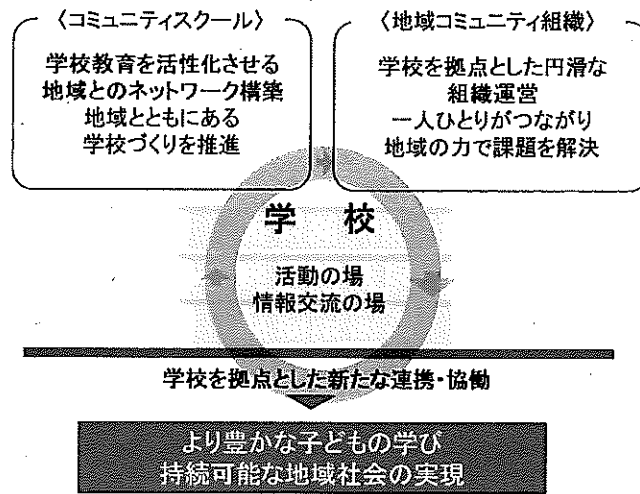 〈コミュニティスクール〉
学校教育を活性化させる
地域とのネットワーク構築
地域とともにある
学校づくりを推進
〈地域コミュニティ組織〉
学校を拠点とした円滑な
組織運営
一人ひとりがつながり
地域の力で課題を解決
学 校
活動の場
情報交流の場
学校を拠点とした新たな連携・協働
より豊かな子どもの学び
持続可能な地域社会の実現